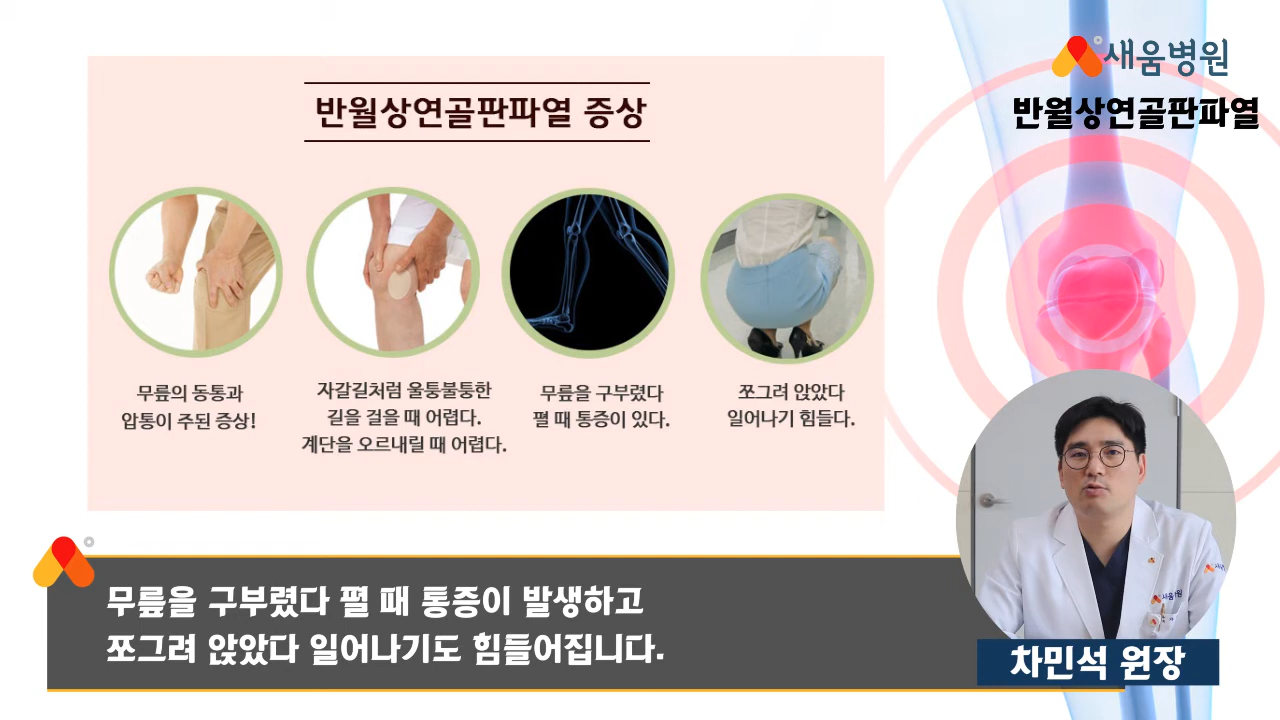 새움병원
반월상연골판파열
반월상연골판파열 증상
무릎의 동통과
압통이 주된 증상!
자갈길처럼 울퉁불퉁한
길을 걸을 때 어렵다.
계단을 오르내릴 때 어렵다.
무릎을 구부렸다
펼 때 통증이 있다.
쪼그려 앉았다
일어나기 힘들다.
무릎을 구부렸다 펼 때 통증이 발생하고
쪼그려 앉았다 일어나기도 힘들어집니다.
차민석 원장